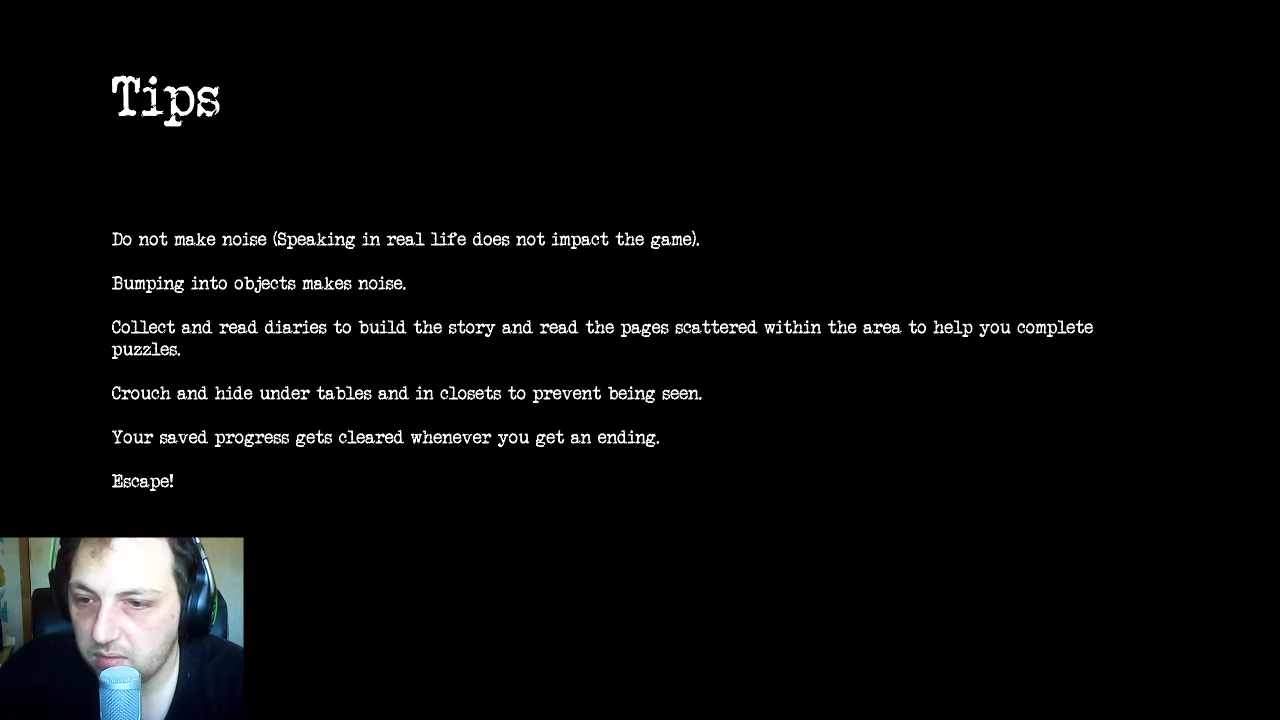 Tips
Do not make noise (Speaking in real life does not impact the game).
Bumping into objects makes noise.
Collect and read diaries to build the story and read the pages scattered within the area to help you complete
puzzles.
Crouch and hide under tables and in closets to prevent being seen.
Your saved progress gets cleared whenever you get an ending.
Escape!